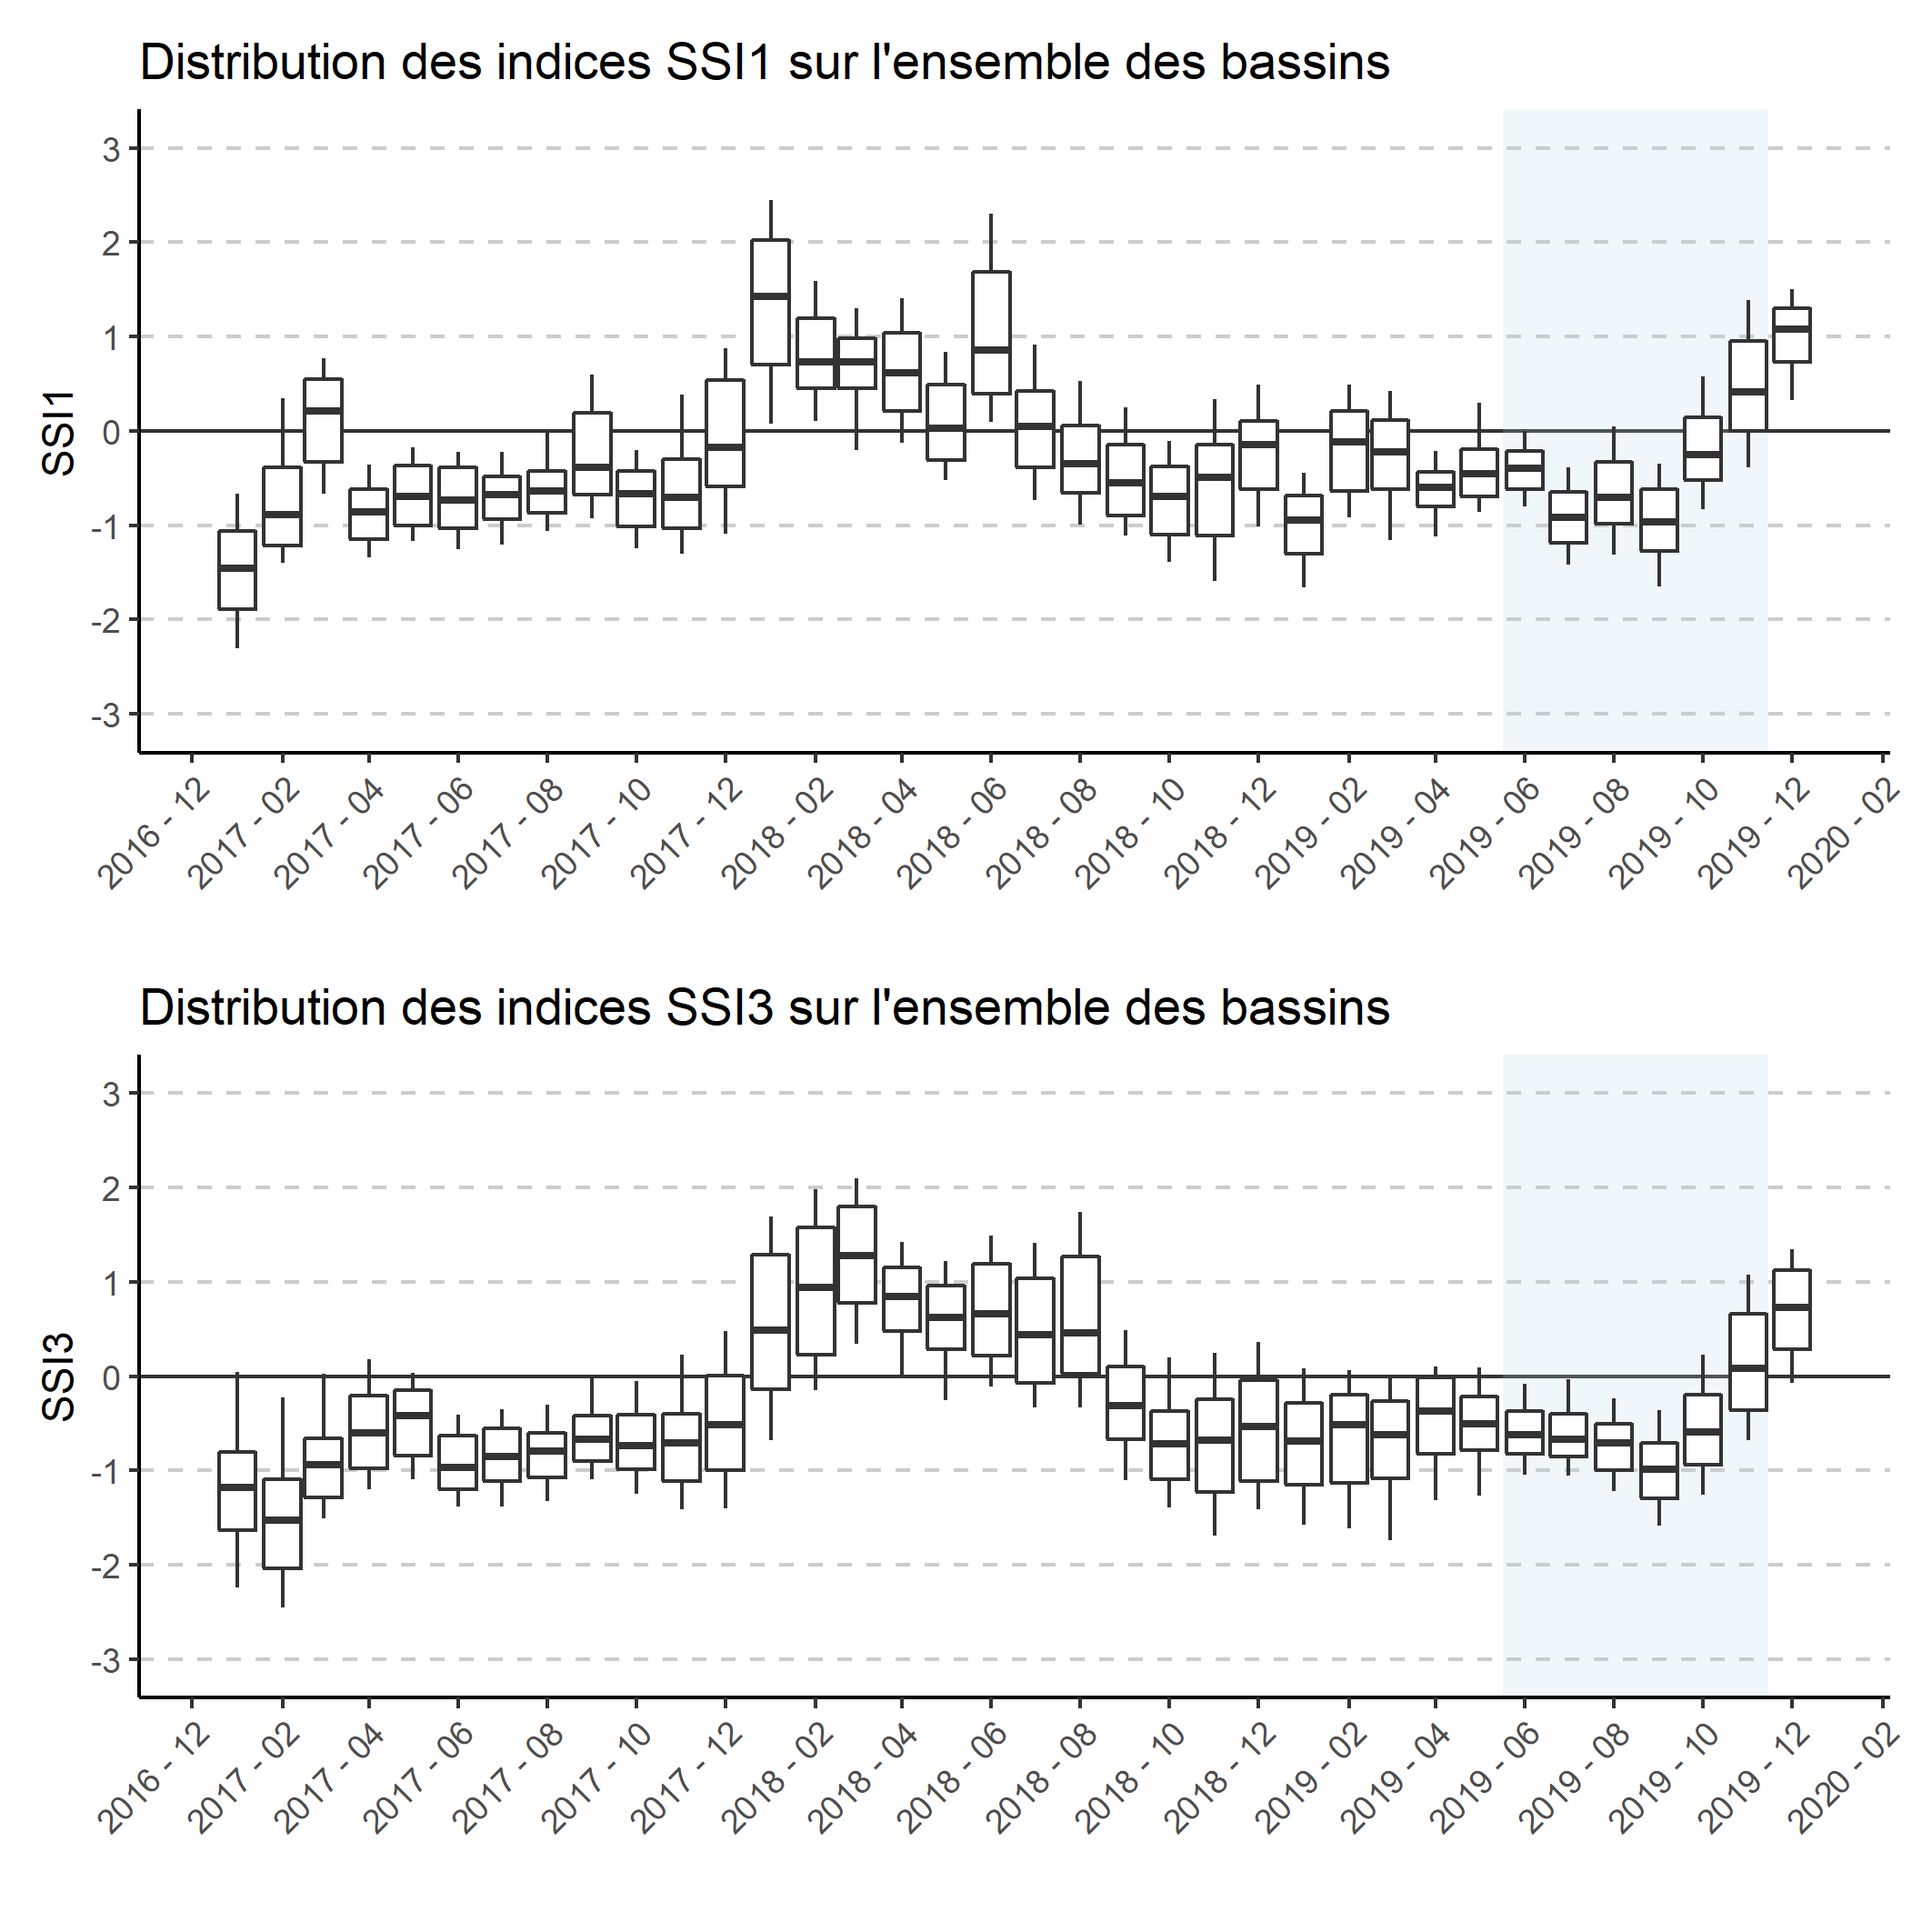 Distribution des indices SSI1 sur l'ensemble des bassins
3
2
1
0
-1
-2
-3
SSI1
2016 - 12
2017 - 02
2017 - 04
2017 - 06
2017 - 08
2017 - 10
2017 - 12
2018 - 02
2018 - 04
2018 - 06
2018 - 08
2018 - 10
2018 - 12
2019 - 02
2019 - 04
2019 - 06
2019 - 08
2019 - 10
2019 - 12
2020 - 02
Distribution des indices SSI3 sur l'ensemble des bassins
3
2
1
0
-1
-2
-3
SSI3
2016 - 12
2017 - 02
2017 - 04
2017 - 06
2017 - 08
2017 - 10
2017 - 12
2018 - 02
2018 - 04
2018 - 06
2018 - 08
2018 - 10
2018 - 12
2019 - 02
2019 - 04
2019 - 06
2019 - 08
2019 - 10
2019 - 12
2020 - 02